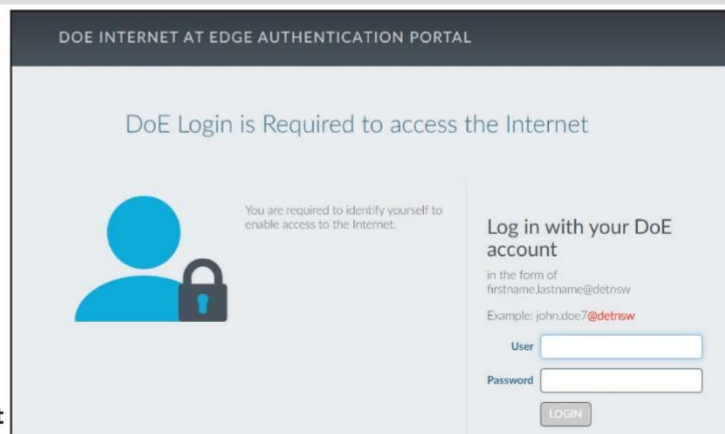 DOE INTERNET AT EDGE AUTHENTICATION PORTAL
DoE Login is Required to access the Internet
You are required to identify yourself to
enable access to the Internet.
Log in with your DoE
account
in the form of
firstname.lastname@detnsw
Example: john.doe7@detnsw
User
Password
LOGIN
t